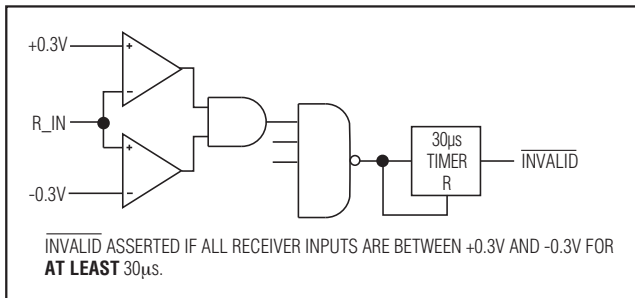 +0.3V
R_IN
-0.3V
+
-
+
-
30µs
TIMER
R
INVALID
INVALID ASSERTED IF ALL RECEIVER INPUTS ARE BETWEEN +0.3V AND -0.3V FOR
AT LEAST 30µs.